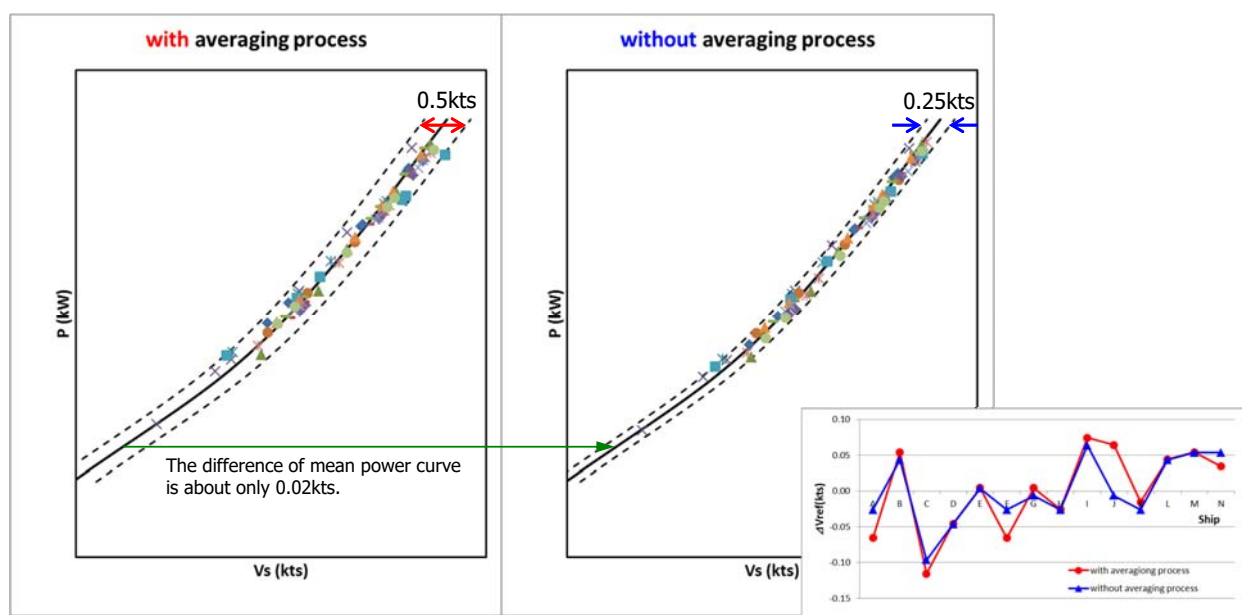 with averaging process
0.5kts
P (kW)
The difference of mean power curve
is about only 0.02kts.
Vs (kts)
without averaging process
0.25kts
P (kW)
Vs (kts)
0.10
0.05
0.00
-0.05
-0.10
-0.15
⊿Vref(kts)
A B C D E F G H I J K L M N
Ship
with averagiong process
without averaging process